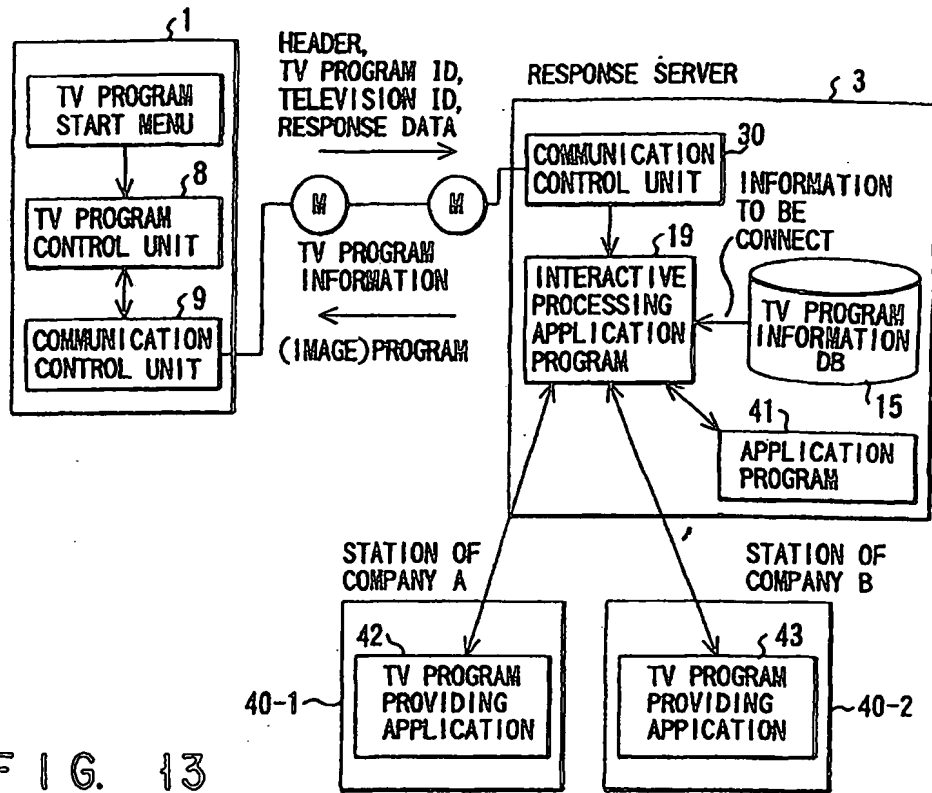 1
TV PROGRAM
START MENU
8
TV PROGRAM
CONTROL UNIT
9
COMMUNICATION
CONTROL UNIT
HEADER,
TV PROGRAM ID,
TELEVISION ID,
RESPONSE DATA
M
M
TV PROGRAM
INFORMATION
(IMAGE)PROGRAM
RESPONSE SERVER
3
COMMUNICATION
CONTROL UNIT
30
INFORMATION
TO BE
CONNECT
19
INTERACTIVE
PROCESSING
APPLICATION
PROGRAM
TV PROGRAM
INFORMATION
DB
15
41
APPLICATION
PROGRAM
STATION OF
COMPANY A
42
TV PROGRAM
PROVIDING
APPLICATION
40-1
STATION OF
COMPANY B
43
TV PROGRAM
PROVIDING
APPICATION
40-2
FIG. 13